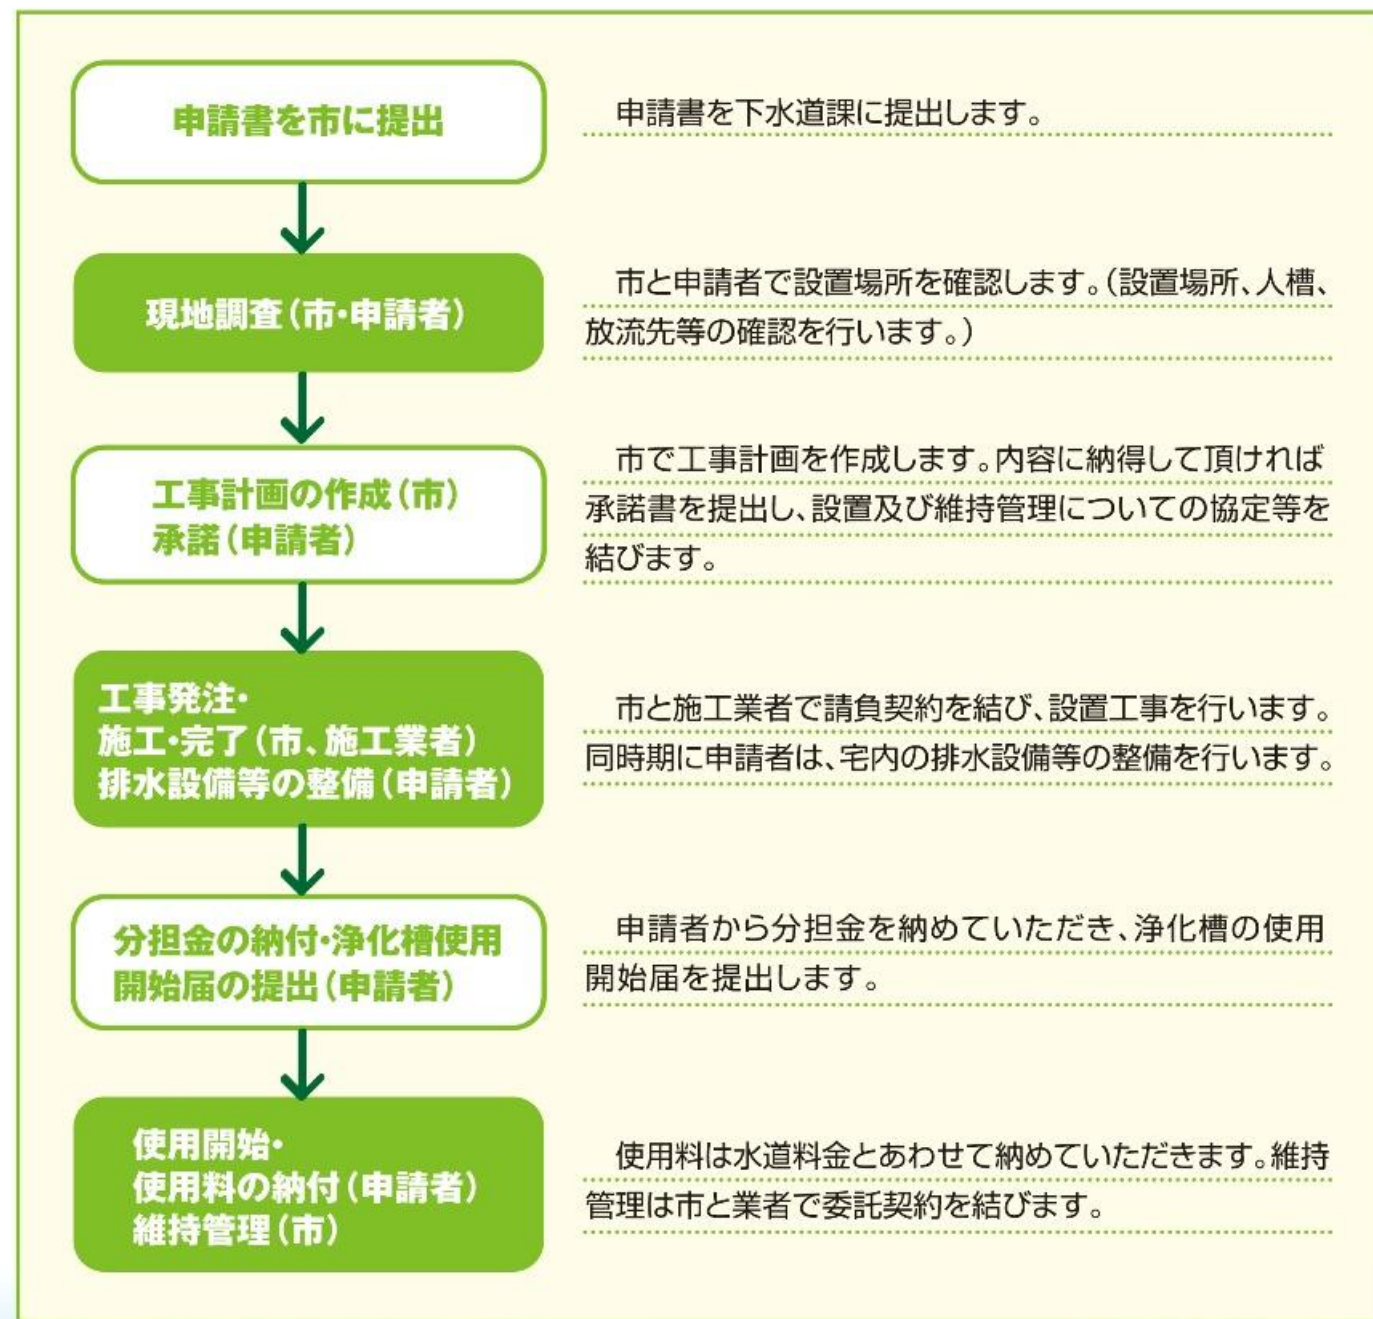 申請書を市に提出
申請書を下水道課に提出します。
現地調査(市・申請者)
市と申請者で設置場所を確認します。(設置場所、人槽、
放流先等の確認を行います。)
工事計画の作成(市)
承諾(申請者)
市で工事計画を作成します。内容に納得して頂ければ
承諾書を提出し、設置及び維持管理についての協定等を
結びます。
工事発注・
施工・完了(市、施工業者)
排水設備等の整備(申請者)
市と施工業者で請負契約を結び、設置工事を行います。
同時期に申請者は、宅内の排水設備等の整備を行います。
分担金の納付・浄化槽使用
開始届の提出(申請者)
申請者から分担金を納めていただき、浄化槽の使用
開始届を提出します。
使用開始・
使用料の納付(申請者)
維持管理(市)
使用料は水道料金とあわせて納めていただきます。維持
管理は市と業者で委託契約を結びます。